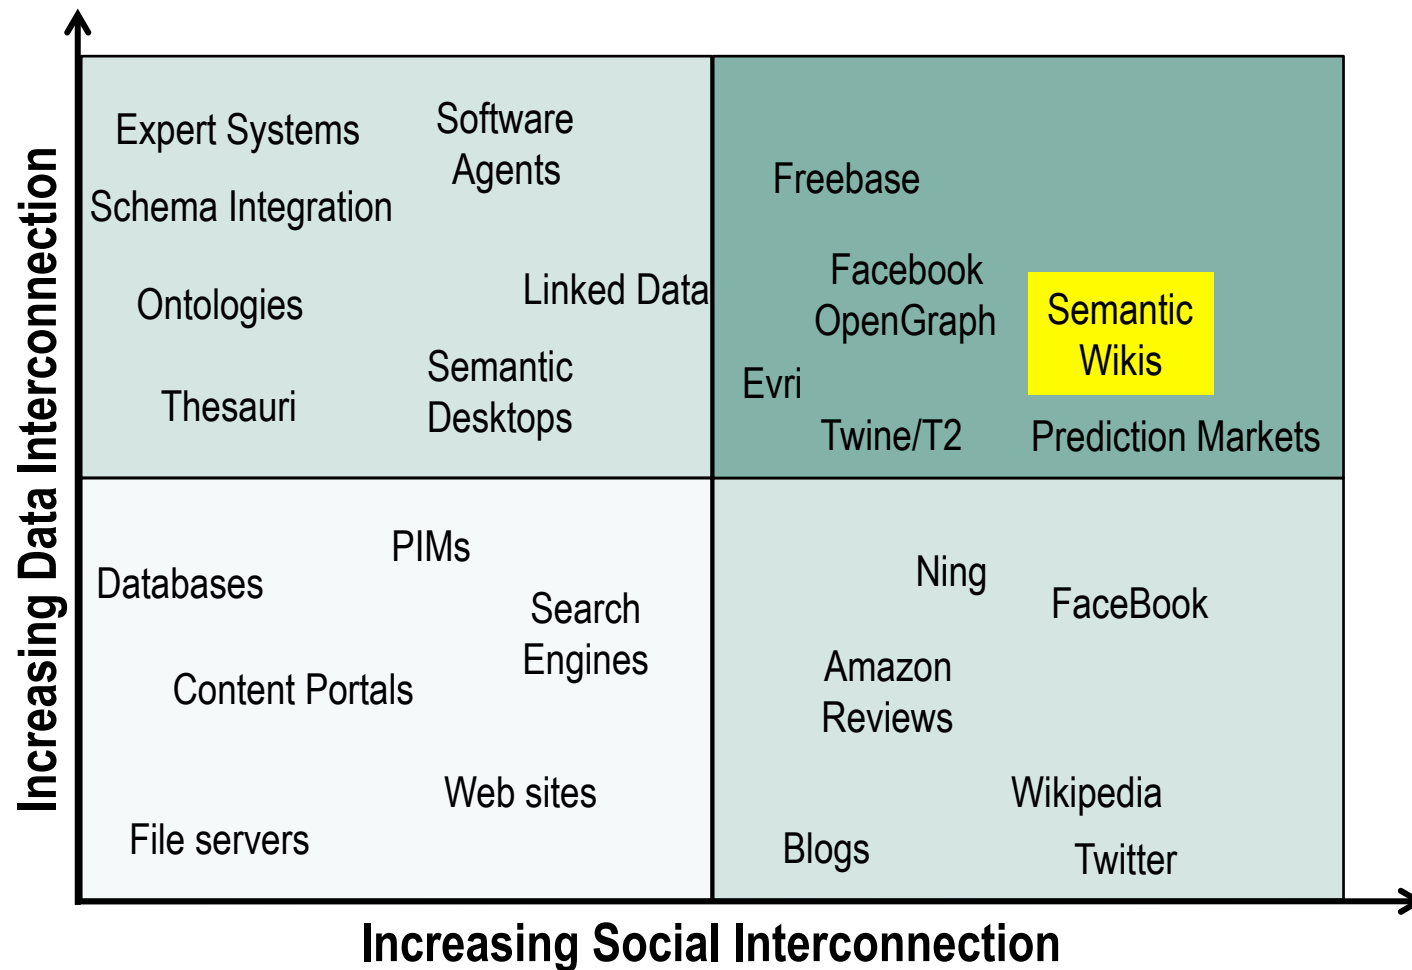 Increasing Data Interconnection
Expert Systems
Software
Agents
Schema Integration
Ontologies
Linked Data
Thesauri
Semantic
Desktops
Freebase
Facebook
OpenGraph
Semantic
Wikis
Evri
Twine/T2
Prediction Markets
PIMs
Databases
Search
Engines
Content Portals
Web sites
File servers
Ning
FaceBook
Amazon
Reviews
Wikipedia
Blogs
Twitter
Increasing Social Interconnection